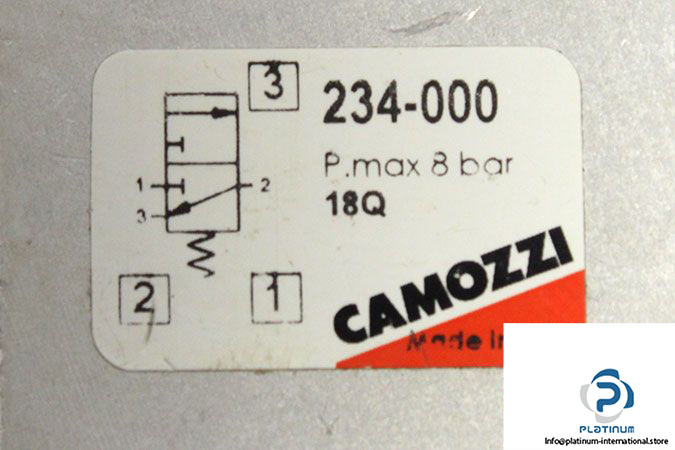 3
234-000
P.max 8 bar
18Q
1
2
3
2
1
CAMOZZI
Made in
PLATINUM
Info@platinum-international.store